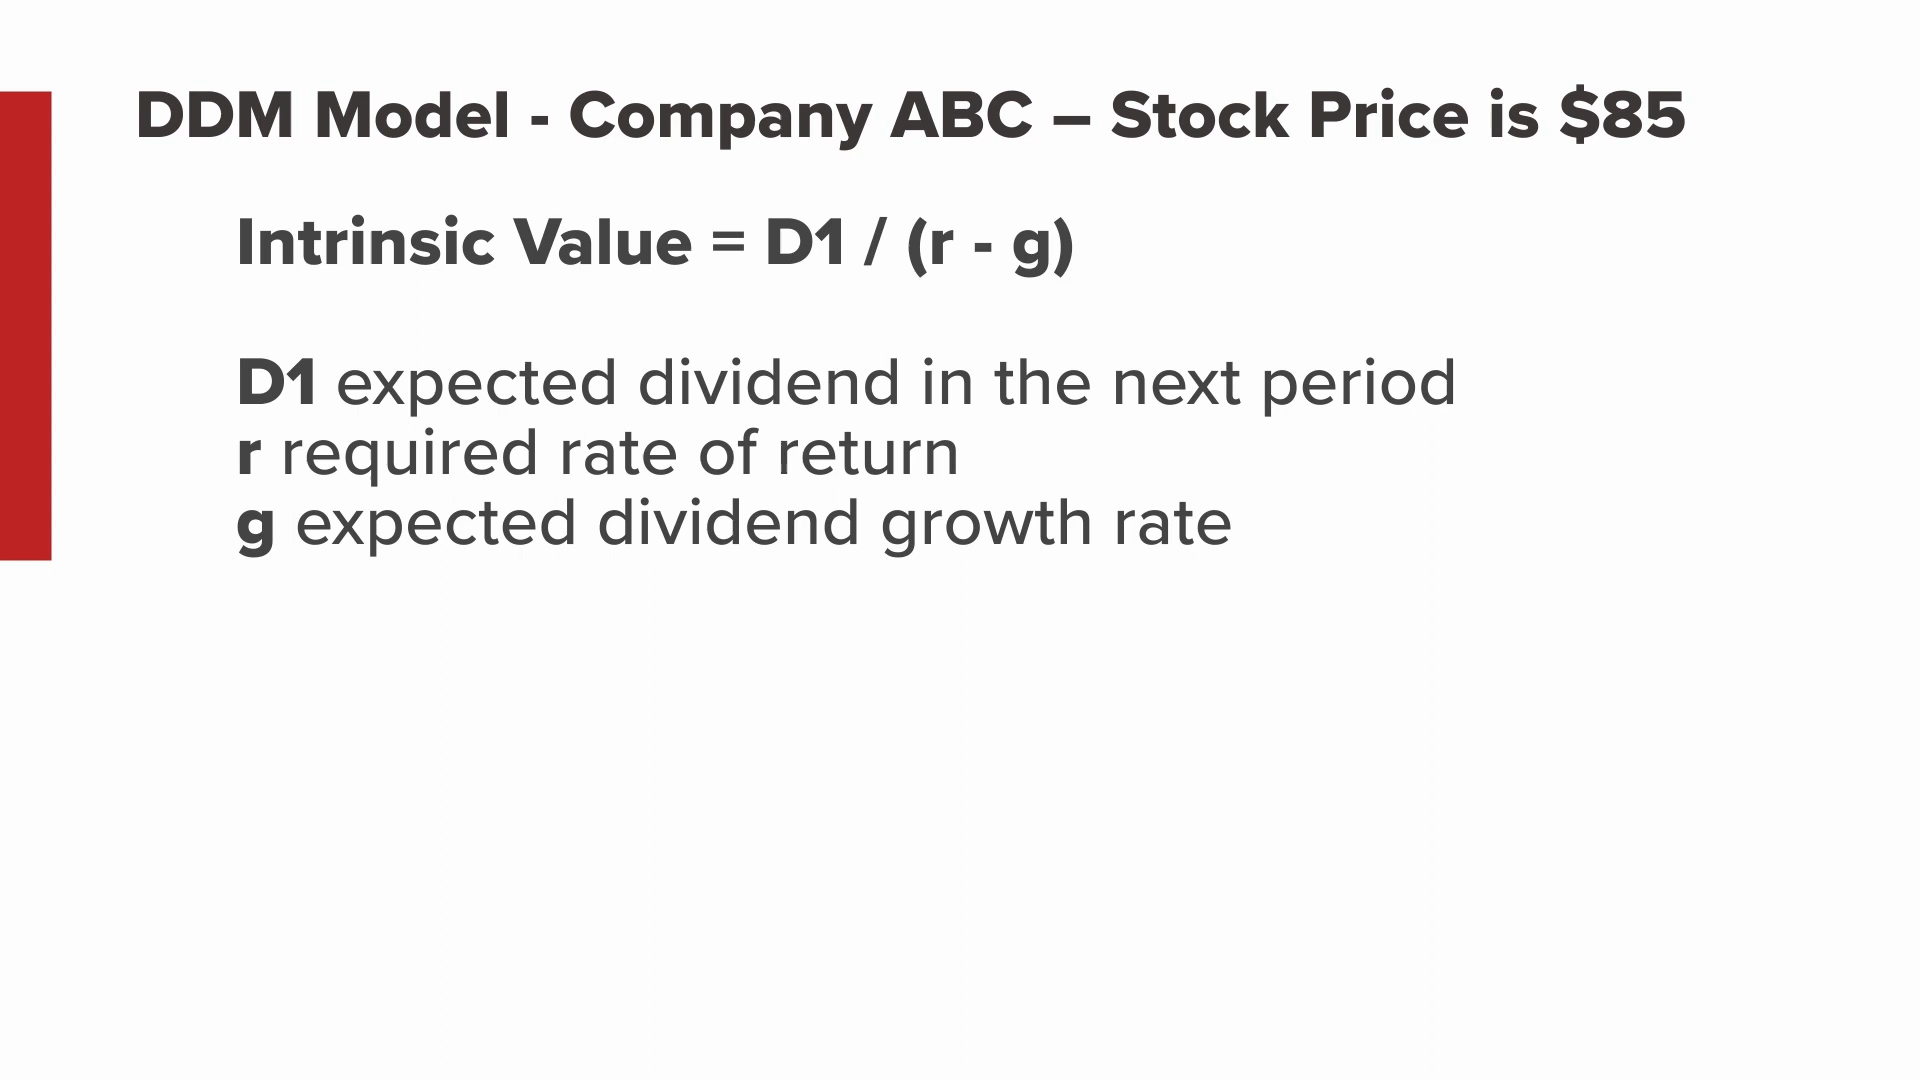 DDM Model - Company ABC – Stock Price is $85
Intrinsic Value = D1 / (r - g)
D1 expected dividend in the next period
r required rate of return
g expected dividend growth rate